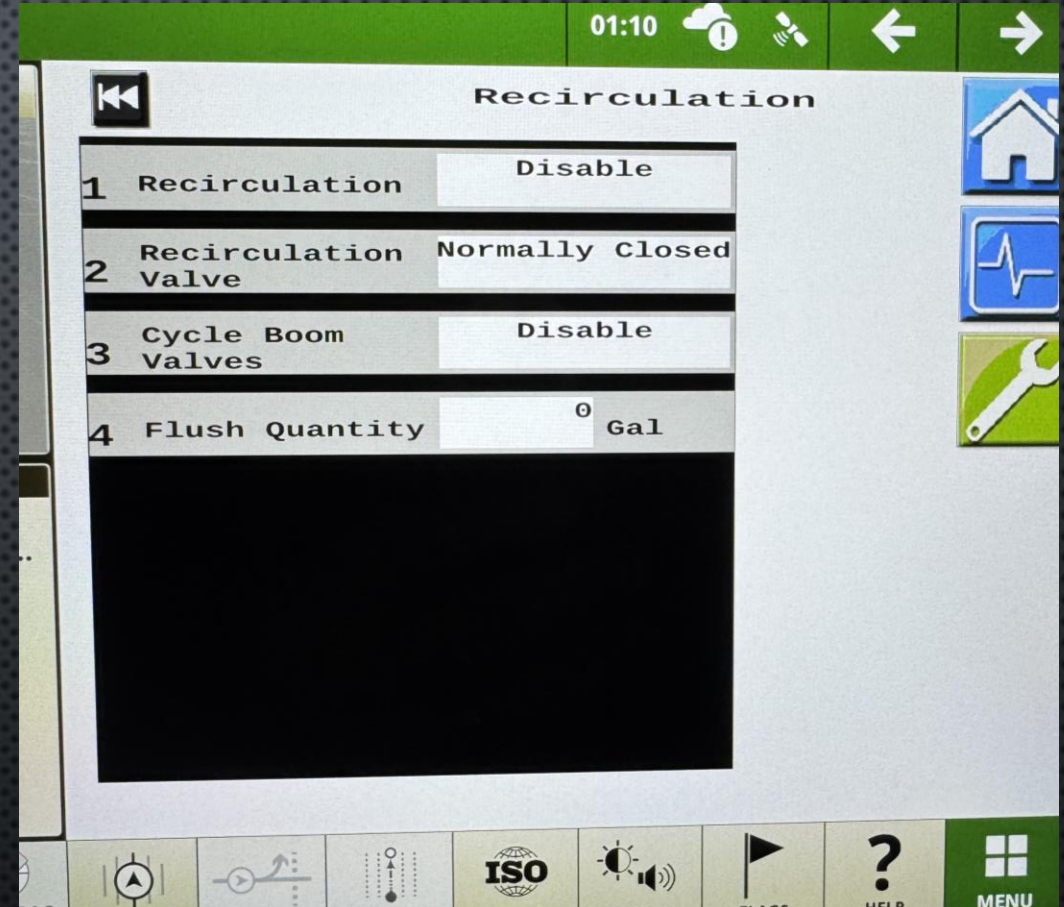 01:10
Recirculation
1 Recirculation Disable
2 Recirculation Valve Normally Closed
3 Cycle Boom Valves Disable
4 Flush Quantity 0 Gal
ISO
?
MENU